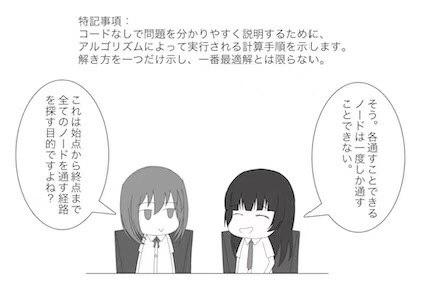 特記事項：
コードなしで問題を分かりやすく説明するために、
アルゴリズムによって実行される計算手順を示します。
解き方を一つだけ示し、一番最適解とは限らない。
そう。各通すことできる
ノードは一度しか通す
ことできない。
これは始点から終点まで
全てのノードを通す経路
を探す目的ですよね？